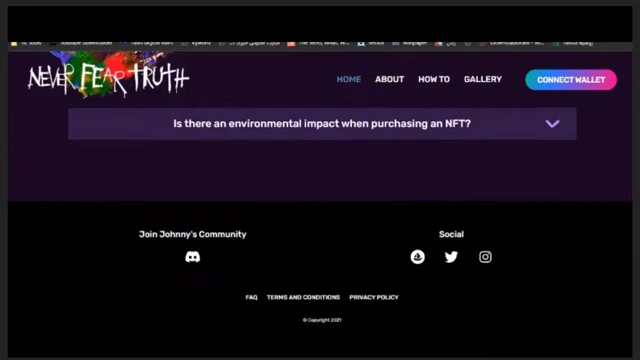 NEVER FEAR TRUTH
HOME ABOUT HOW TO GALLERY CONNECT WALLET
Is there an environmental impact when purchasing an NFT?
Join Johnny's Community
Social
FAQ TERMS AND CONDITIONS PRIVACY POLICY
© Copyright 2021